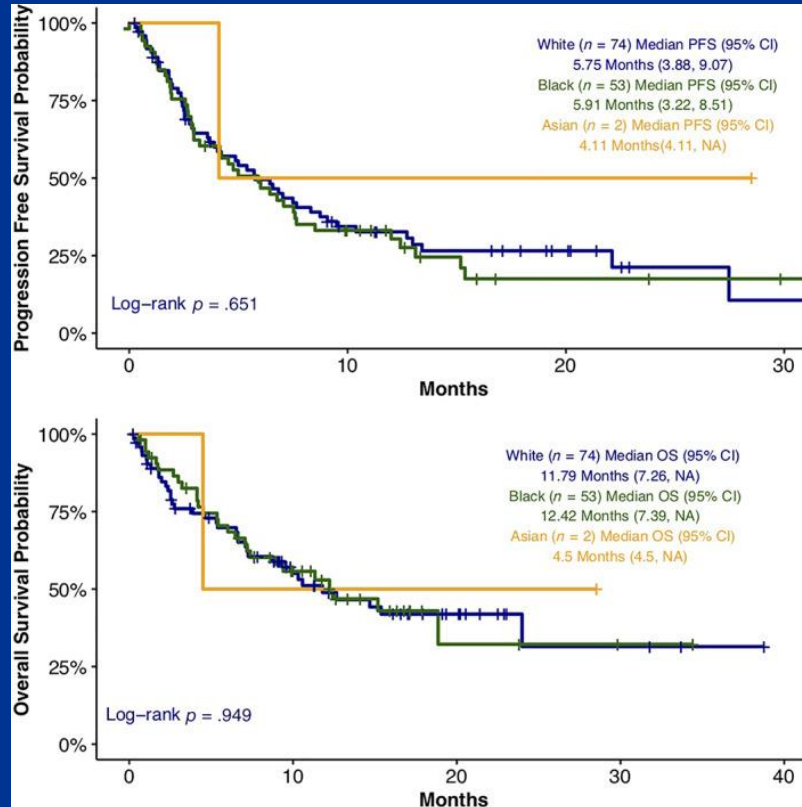 Progression Free Survival Probability
100%
75%
50%
25%
0%
White (n = 74) Median PFS (95% CI)
5.75 Months (3.88, 9.07)
Black (n = 53) Median PFS (95% CI)
5.91 Months (3.22, 8.51)
Asian (n = 2) Median PFS (95% CI)
4.11 Months(4.11, NA)
Log−rank p = .651
0 10 20 30
Months
Overall Survival Probability
100%
75%
50%
25%
0%
White (n = 74) Median OS (95% CI)
11.79 Months (7.26, NA)
Black (n = 53) Median OS (95% CI)
12.42 Months (7.39, NA)
Asian (n = 2) Median OS (95% CI)
4.5 Months (4.5, NA)
Log−rank p = .949
0 10 20 30 40
Months